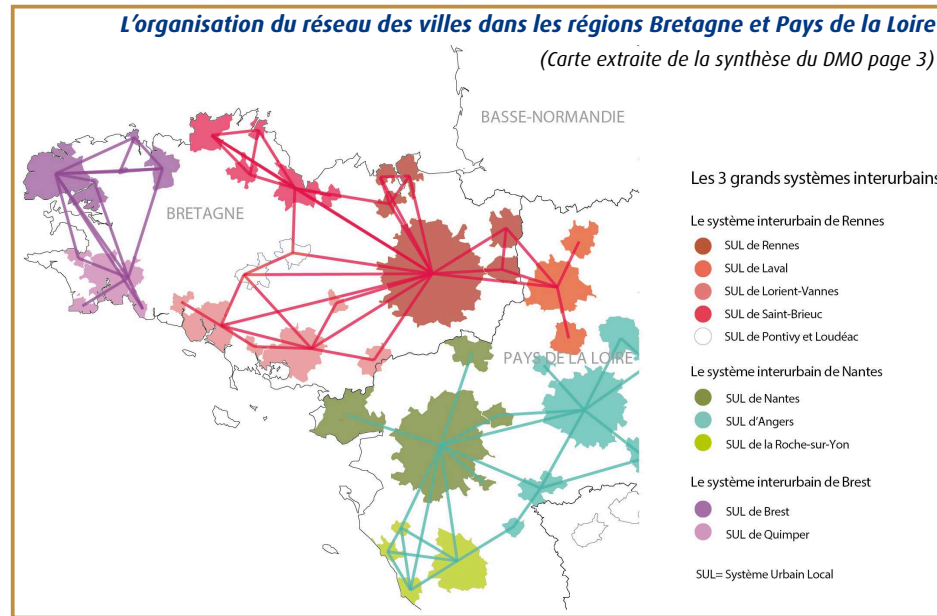 L'organisation du réseau des villes dans les régions Bretagne et Pays de la Loire
(Carte extraite de la synthèse du DMO page 3)
BASSE-NORMANDIE
BRETAGNE
PAYS DE LA LOIRE
Les 3 grands systèmes interurbains
Le système interurbain de Rennes
SUL de Rennes
SUL de Laval
SUL de Lorient-Vannes
SUL de Saint-Brieuc
SUL de Pontivy et Loudéac
Le système interurbain de Nantes
SUL de Nantes
SUL d'Angers
SUL de la Roche-sur-Yon
Le système interurbain de Brest
SUL de Brest
SUL de Quimper
SUL= Système Urbain Local